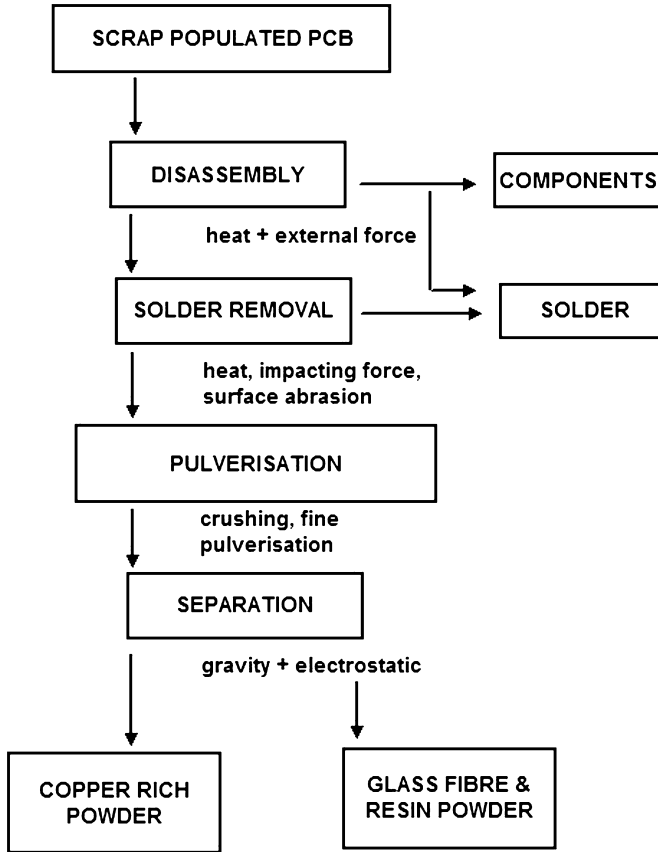 SCRAP POPULATED PCB
DISASSEMBLY
COMPONENTS
heat + external force
SOLDER REMOVAL
SOLDER
heat, impacting force,
surface abrasion
PULVERISATION
crushing, fine
pulverisation
SEPARATION
gravity + electrostatic
COPPER RICH
POWDER
GLASS FIBRE &
RESIN POWDER